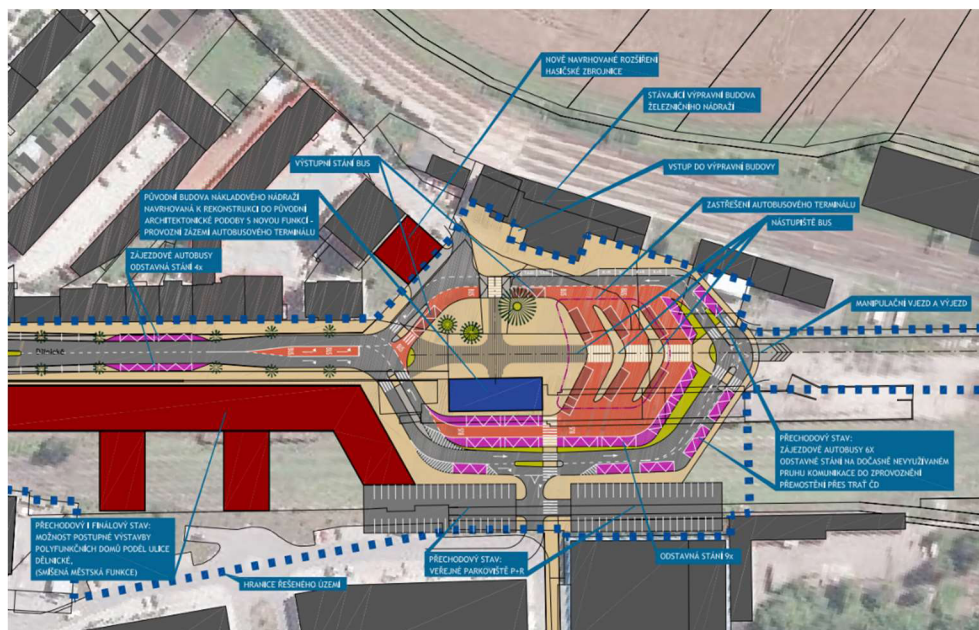 NOVĚ NAVRHOVANÉ ROZŠÍŘENÍ
HASIČSKÉ ZBROJNICE
STÁVAJÍCÍ VÝPRAVNÍ BUDOVA
ŽELEZNIČNÍHO NÁDRAŽÍ
VÝSTUPNÍ STÁNÍ BUS
VSTUP DO VÝPRAVNÍ BUDOVY
PŮVODNÍ BUDOVA NÁKLADOVÉHO NÁDRAŽÍ
NAVRHOVANÁ K REKONSTRUKCI DO PŮVODNÍ
ARCHITEKTONICKÉ PODOBY S NOVOU FUNKCÍ -
PROVOZNÍ ZÁZEMÍ AUTOBUSOVÉHO TERMINÁLU
ZASTŘEŠENÍ AUTOBUSOVÉHO TERMINÁLU
NÁSTUPIŠTĚ BUS
ZÁJEZDOVÉ AUTOBUSY
ODSTAVNÁ STÁNÍ 4x
MANIPULAČNÍ VJEZD A VÝJEZD
Dělnická
PŘECHODOVÝ STAV:
ZÁJEZDOVÉ AUTOBUSY 6X
ODSTAVNÉ STÁNÍ NA DOČASNĚ NEVYUŽÍVANÉM
PRUHU KOMUNIKACE DO ZPROVOZNĚNÍ
PŘEMOSTĚNÍ PŘES TRAŤ ČD
PŘECHODOVÝ I FINÁLOVÝ STAV:
MOŽNOST POSTUPNÉ VÝSTAVBY
POLYFUNKČNÍCH DOMŮ PODÉL ULICE
DĚLNICKÉ,
(SMÍŠENÁ MĚSTSKÁ FUNKCE)
HRANICE ŘEŠENÉHO ÚZEMÍ
PŘECHODOVÝ STAV:
VEŘEJNÉ PARKOVIŠTĚ P+R
ODSTAVNÁ STÁNÍ 9x